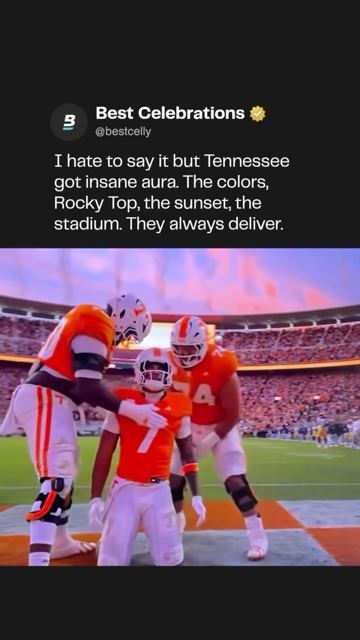 B
Best Celebrations
@bestcelly
I hate to say it but Tennessee
got insane aura. The colors,
Rocky Top, the sunset, the
stadium. They always deliver.
7
4